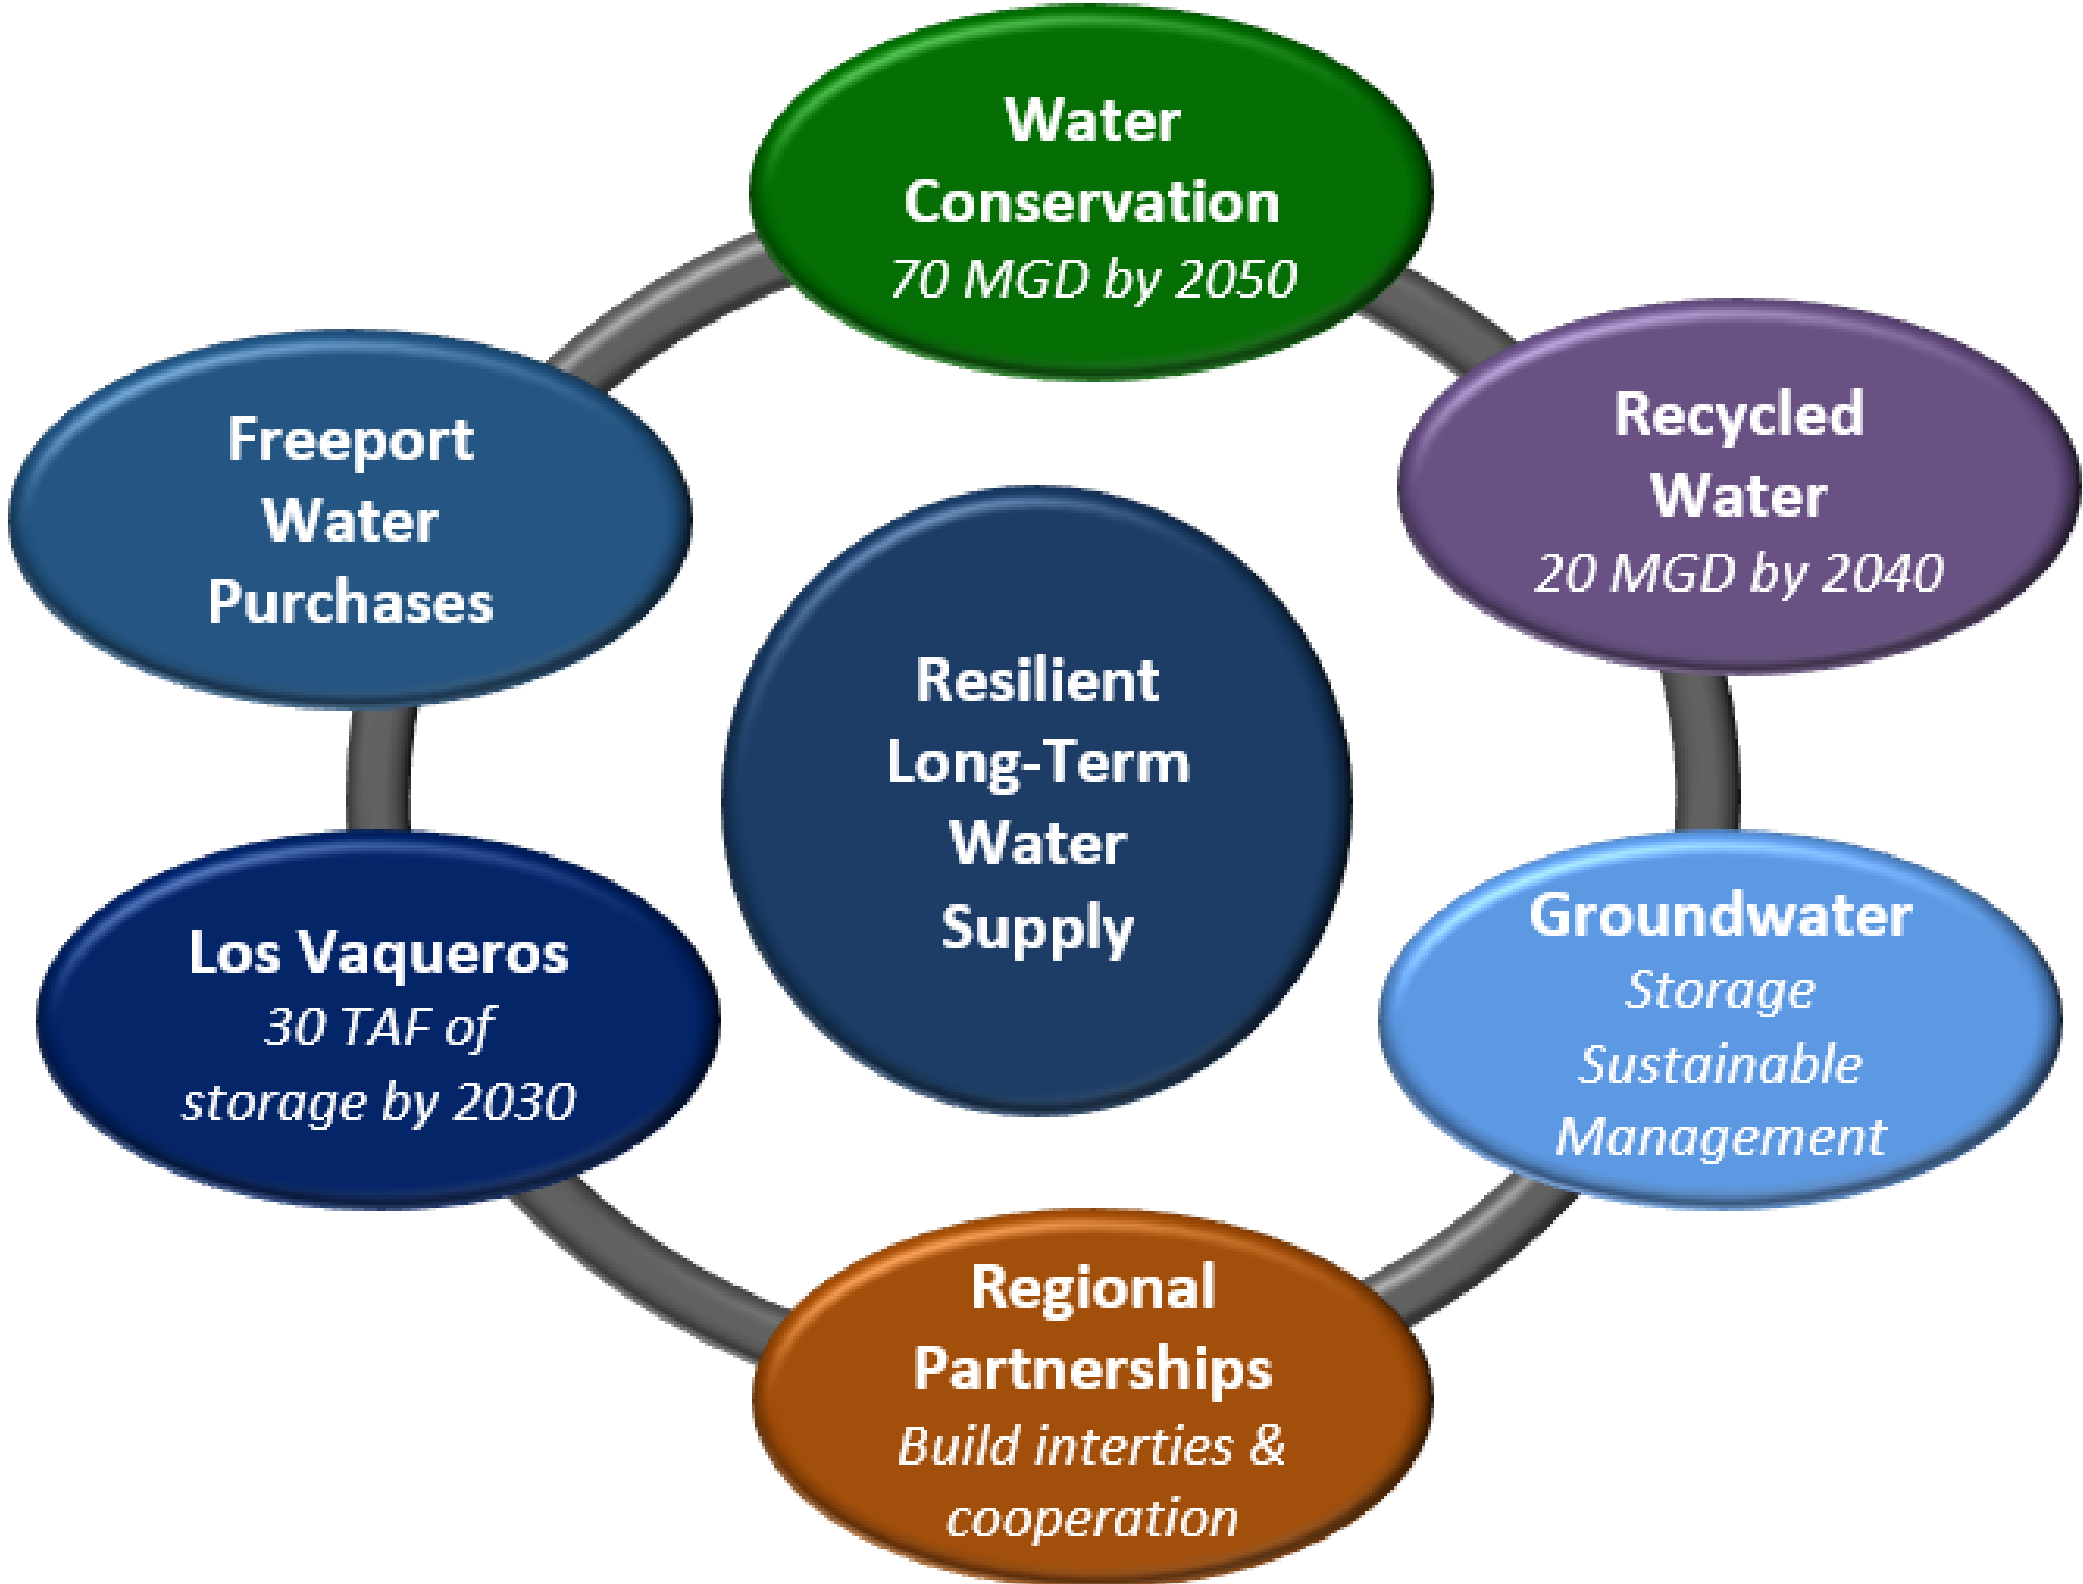 Water
Conservation
70 MGD by 2050
Recycled
Water
20 MGD by 2040
Groundwater
Storage
Sustainable
Management
Regional
Partnerships
Build interties &
cooperation
Los Vaqueros
30 TAF of
storage by 2030
Freeport
Water
Purchases
Resilient
Long-Term
Water
Supply